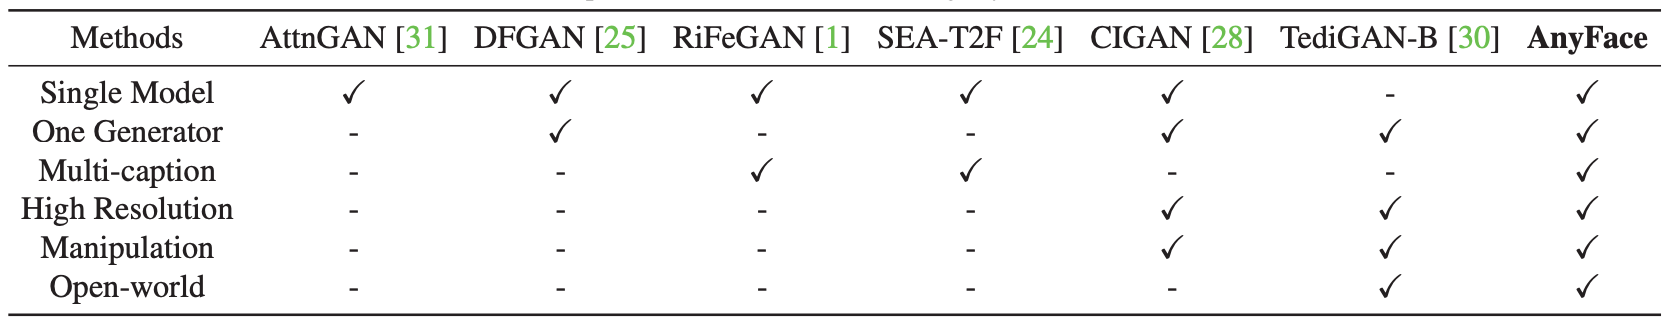 Methods AttnGAN [31] DFGAN [25] RiFeGAN [1] SEA-T2F [24] CIGAN [28] TediGAN-B [30] AnyFace
Single Model ✓ ✓ ✓ ✓ ✓ - ✓
One Generator - ✓ - - ✓ ✓ ✓
Multi-caption - - ✓ ✓ - - ✓
High Resolution - - - - ✓ ✓ ✓
Manipulation - - - - ✓ ✓ ✓
Open-world - - - - - ✓ ✓